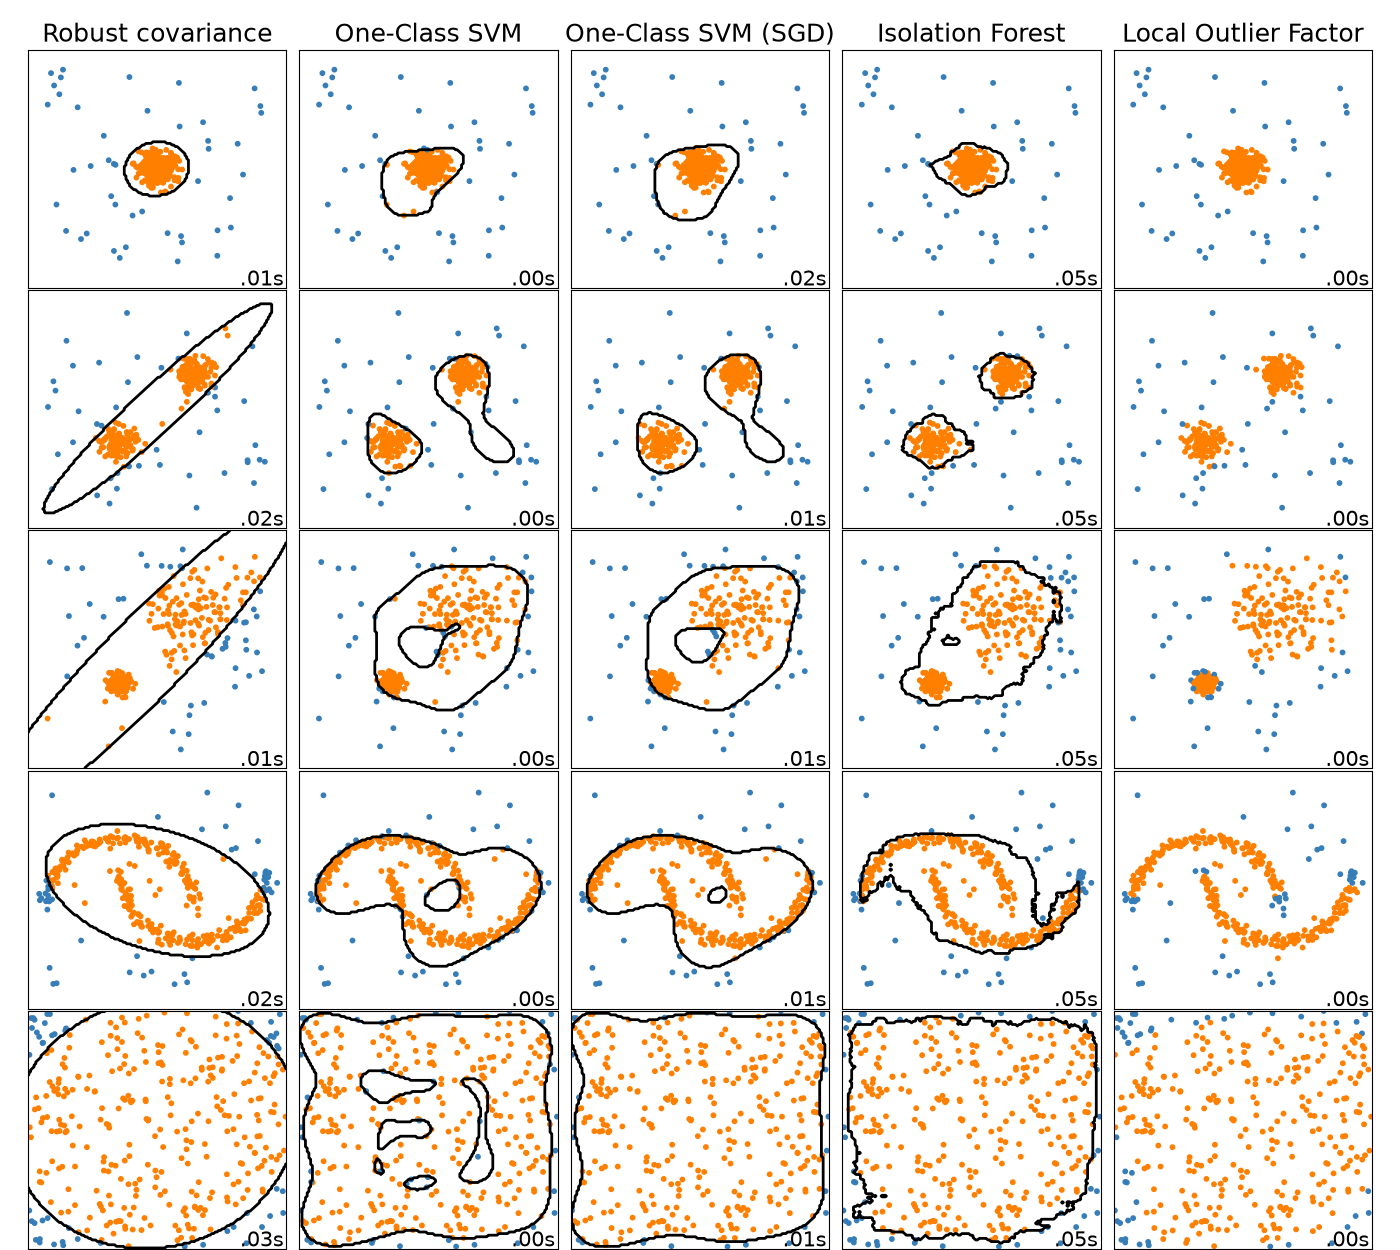 Robust covariance One-Class SVM One-Class SVM (SGD) Isolation Forest Local Outlier Factor
.01s .00s .02s .05s .00s
.02s .00s .01s .05s .00s
.01s .00s .01s .05s .00s
.02s .00s .01s .05s .00s
.03s .00s .01s .05s .00s